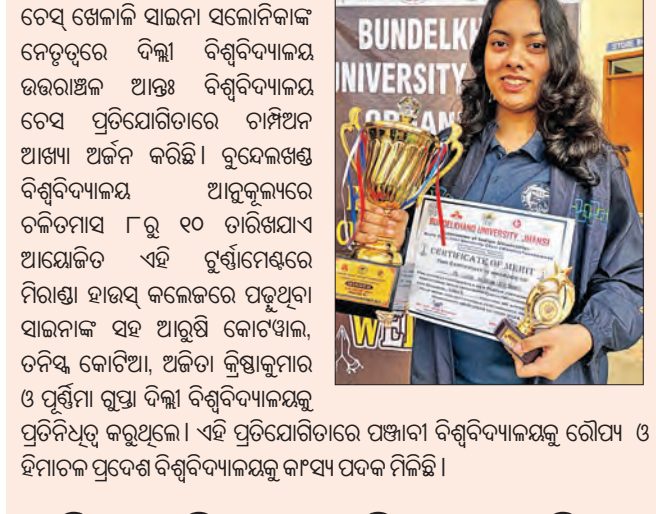 ଚେସ୍ ଖେଳାଳି ସାଇନା ସଲୋନିକାଙ୍କ
ନେତୃତ୍ୱରେ ଦିଲ୍ଲୀ ବିଶ୍ୱବିଦ୍ୟାଳୟ
ଉତ୍ତରାଞ୍ଚଳ ଆନ୍ତଃ ବିଶ୍ୱବିଦ୍ୟାଳୟ
ଚେସ ପ୍ରତିଯୋଗିତାରେ ଚାମ୍ପିଅନ
ଆଖ୍ୟା ଅର୍ଜନ କରିଛି। ବୁନ୍ଦେଲଖଣ୍ଡ
ବିଶ୍ୱବିଦ୍ୟାଳୟ ଆନୁକୂଲ୍ୟରେ
ଚଳିତମାସ ୮ରୁ ୧୦ ତାରିଖଯାଏ
ଆୟୋଜିତ ଏହି ଟୁର୍ଣ୍ଣାମେଣ୍ଟରେ
ମିରାଣ୍ଡା ହାଉସ୍ କଲେଜରେ ପଢ଼ୁଥିବା
ସାଇନାଙ୍କ ସହ ଆରୁଷି କୋଟୱାଲ,
ତନିସ୍କ କୋଟିଆ, ଅଜିତା କ୍ରିଷ୍ଣାକୁମାର
ଓ ପୂର୍ଣ୍ଣିମା ଗୁପ୍ତା ଦିଲ୍ଲୀ ବିଶ୍ୱବିଦ୍ୟାଳୟକୁ
ପ୍ରତିନିଧିତ୍ୱ କରୁଥିଲେ। ଏହି ପ୍ରତିଯୋଗିତାରେ ପଞ୍ଜାବୀ ବିଶ୍ୱବିଦ୍ୟାଳୟକୁ ରୌପ୍ୟ ଓ
ହିମାଚଳ ପ୍ରଦେଶ ବିଶ୍ୱବିଦ୍ୟାଳୟକୁ କାଂସ୍ୟ ପଦକ ମିଳିଛି।
BUNDELKH
UNIVERSITY
ORGAN
WEL
STORE
BUNDELKHAND UNIVERSITY, JHANSI
CERTIFICATE OF MERIT